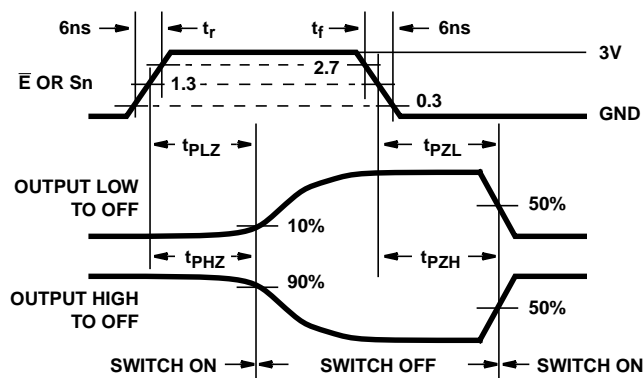 6ns
tr
tf
6ns
3V
2.7
E̅ OR Sn
1.3
0.3
GND
tPLZ
tPZL
OUTPUT LOW
TO OFF
10%
50%
tPHZ
tPZH
90%
OUTPUT HIGH
TO OFF
50%
SWITCH ON
SWITCH OFF
SWITCH ON